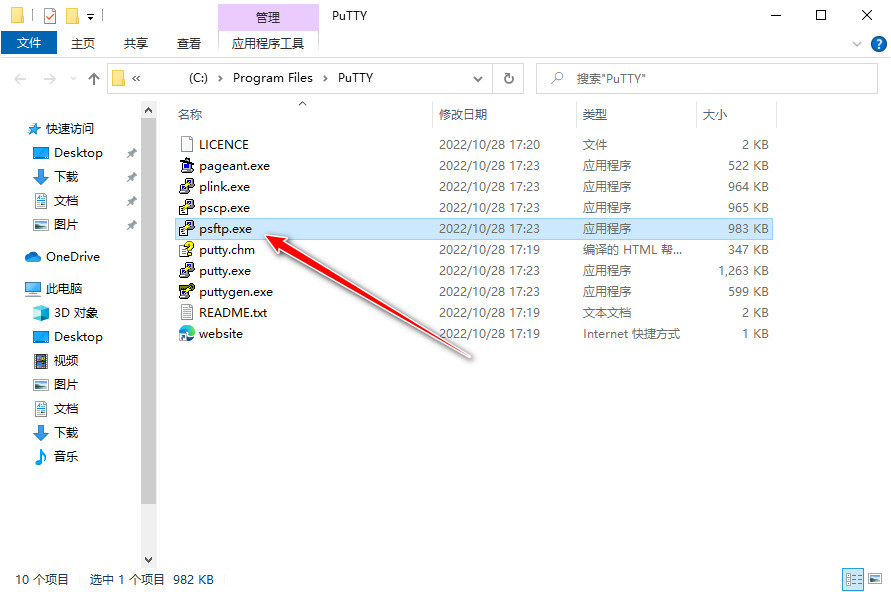 管理 PuTTY
文件 主页 共享 查看 应用程序工具
« (C:) › Program Files › PuTTY 搜索"PuTTY"
快速访问
Desktop
下载
文档
图片
OneDrive
此电脑
3D 对象
Desktop
视频
图片
文档
下载
音乐
名称 修改日期 类型 大小
LICENCE 2022/10/28 17:20 文件 2 KB
pageant.exe 2022/10/28 17:23 应用程序 522 KB
plink.exe 2022/10/28 17:23 应用程序 964 KB
pscp.exe 2022/10/28 17:23 应用程序 965 KB
psftp.exe 2022/10/28 17:23 应用程序 983 KB
putty.chm 2022/10/28 17:19 编译的 HTML 帮... 347 KB
putty.exe 2022/10/28 17:23 应用程序 1,263 KB
puttygen.exe 2022/10/28 17:23 应用程序 599 KB
README.txt 2022/10/28 17:19 文本文档 2 KB
website 2022/10/28 17:19 Internet 快捷方式 1 KB
10 个项目 选中 1 个项目 982 KB